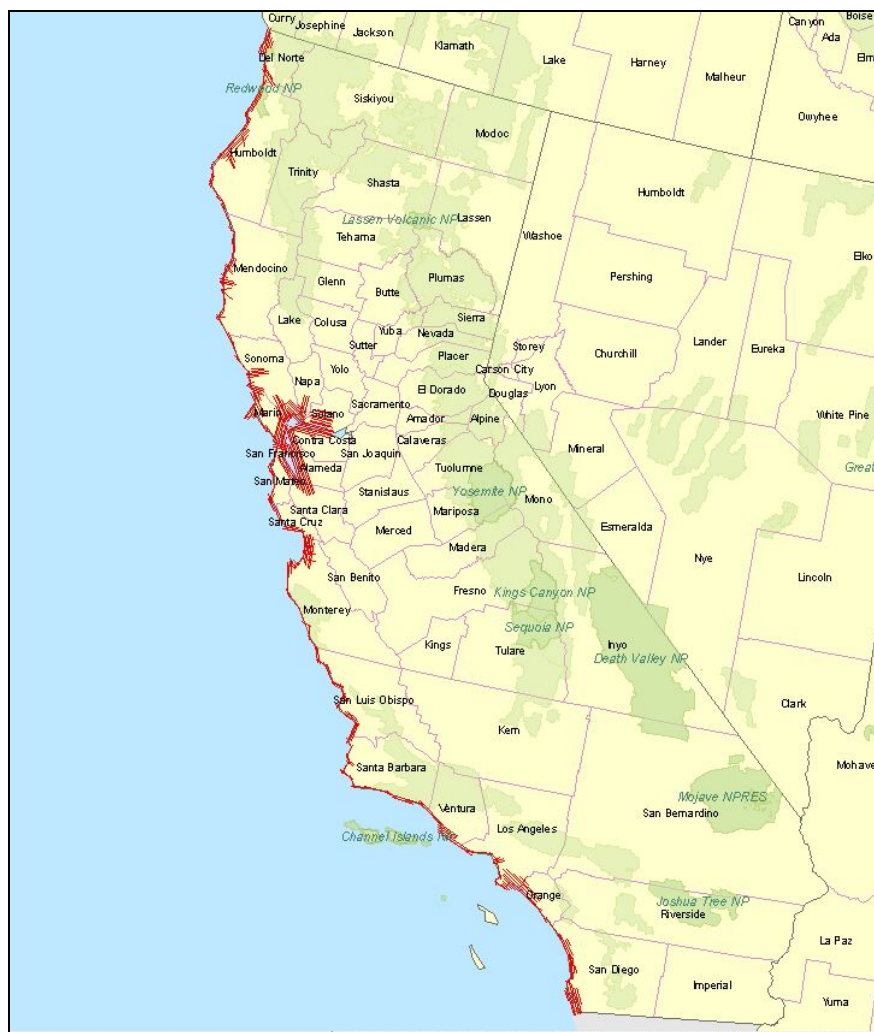 Curry
Josephine
Jackson
Klamath
Lake
Harney
Malheur
Canyon
Ada
Boise
Elm
Owyhee
Del Norte
Redwood NP
Siskiyou
Modoc
Humboldt
Trinity
Shasta
Lassen Volcanic NP
Lassen
Tehama
Washoe
Humboldt
Elko
Mendocino
Glenn
Butte
Plumas
Pershing
Lake
Colusa
Yuba
Sierra
Sutter
Nevada
Placer
Storey
Carson City
Churchill
Lander
Eureka
Sonoma
Napa
Yolo
El Dorado
Douglas
Lyon
White Pine
Marin
Solano
Sacramento
Amador
Alpine
Mineral
Contra Costa
Calaveras
San Francisco
San Joaquin
Alameda
Tuolumne
Great
San Mateo
Stanislaus
Yosemite NP
Mono
Santa Clara
Mariposa
Esmeralda
Santa Cruz
Merced
Nye
Madera
Lincoln
San Benito
Fresno
Kings Canyon NP
Monterey
Sequoia NP
Kings
Tulare
Inyo
Death Valley NP
San Luis Obispo
Kern
Clark
Mohave
Santa Barbara
Ventura
Mojave NPRES
San Bernardino
Channel Islands NP
Los Angeles
Orange
Joshua Tree NP
Riverside
La Paz
San Diego
Imperial
Yuma